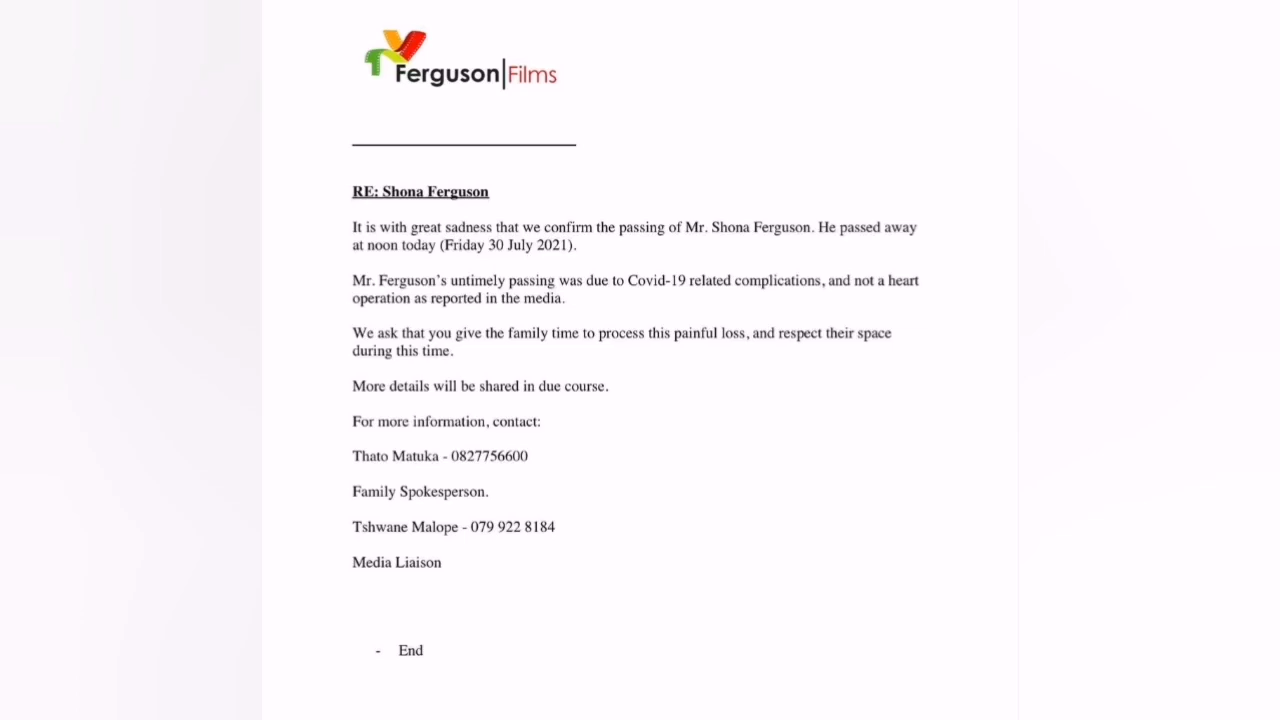 Ferguson|Films
RE: Shona Ferguson
It is with great sadness that we confirm the passing of Mr. Shona Ferguson. He passed away
at noon today (Friday 30 July 2021).
Mr. Ferguson's untimely passing was due to Covid-19 related complications, and not a heart
operation as reported in the media.
We ask that you give the family time to process this painful loss, and respect their space
during this time.
More details will be shared in due course.
For more information, contact:
Thato Matuka - 0827756600
Family Spokesperson.
Tshwane Malope - 079 922 8184
Media Liaison
- End